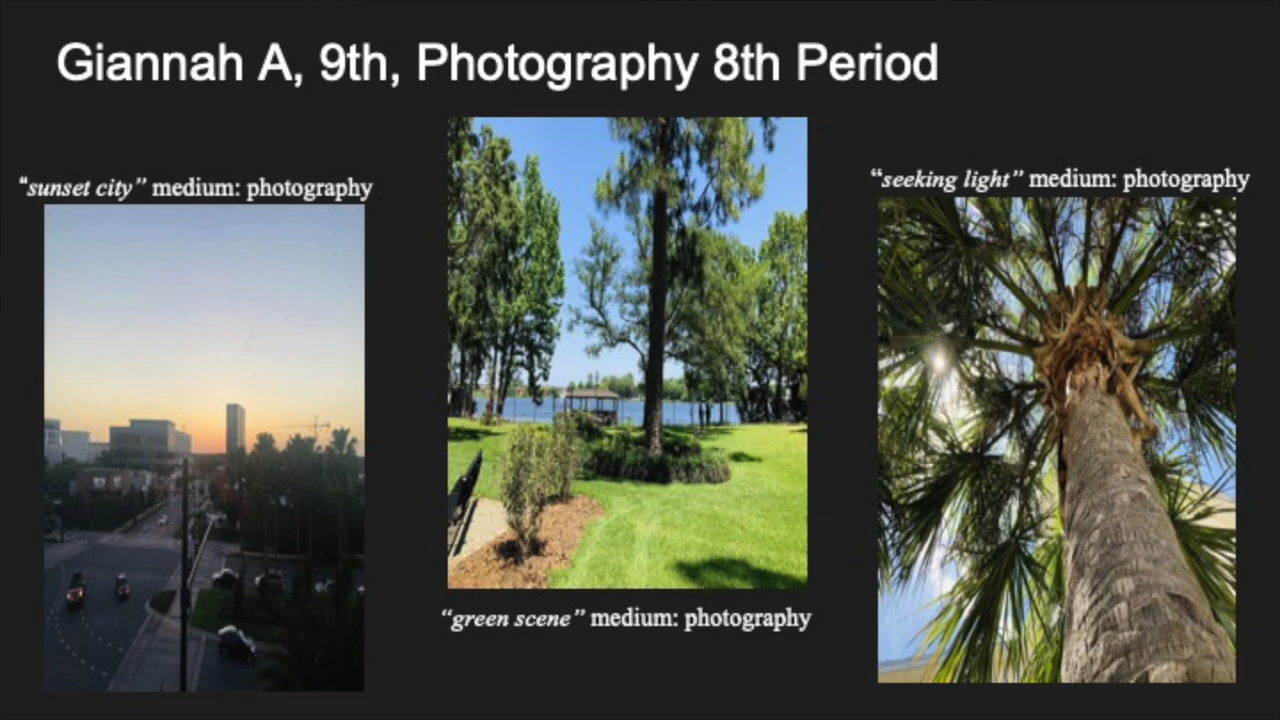 Giannah A, 9th, Photography 8th Period
“sunset city” medium: photography
“green scene” medium: photography
“seeking light” medium: photography